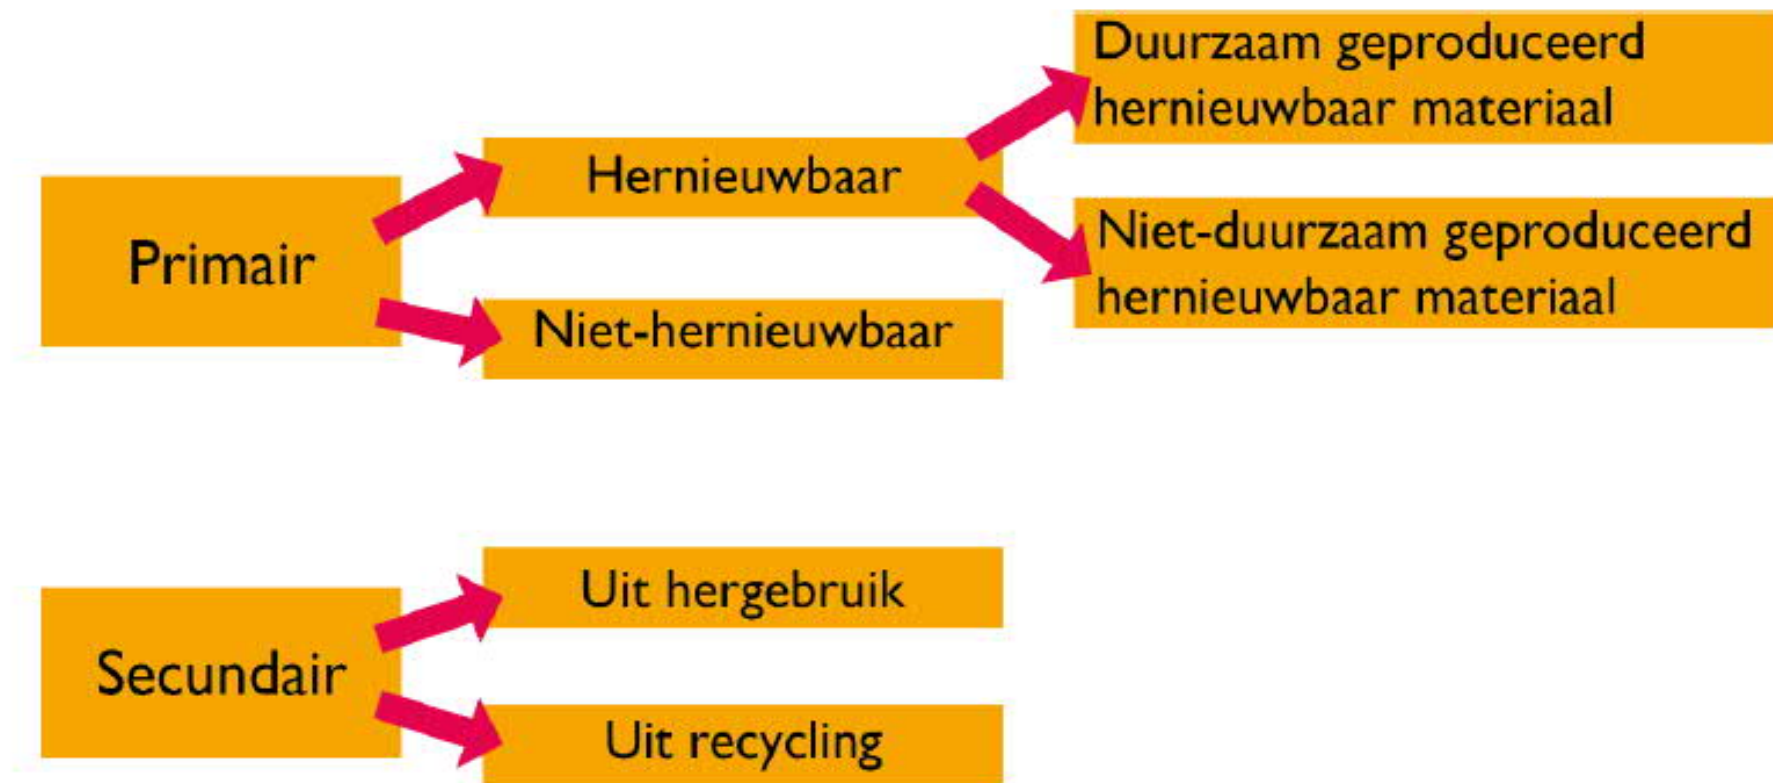 Primair
Hernieuwbaar
Duurzaam geproduceerd
hernieuwbaar materiaal
Niet-duurzaam geproduceerd
hernieuwbaar materiaal
Niet-hernieuwbaar
Secundair
Uit hergebruik
Uit recycling